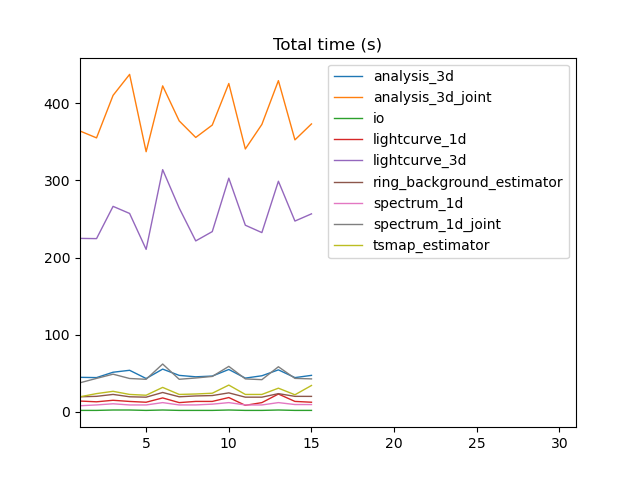 Total time (s)
400
300
200
100
0
5
10
15
20
25
30
analysis_3d
analysis_3d_joint
io
lightcurve_1d
lightcurve_3d
ring_background_estimator
spectrum_1d
spectrum_1d_joint
tsmap_estimator